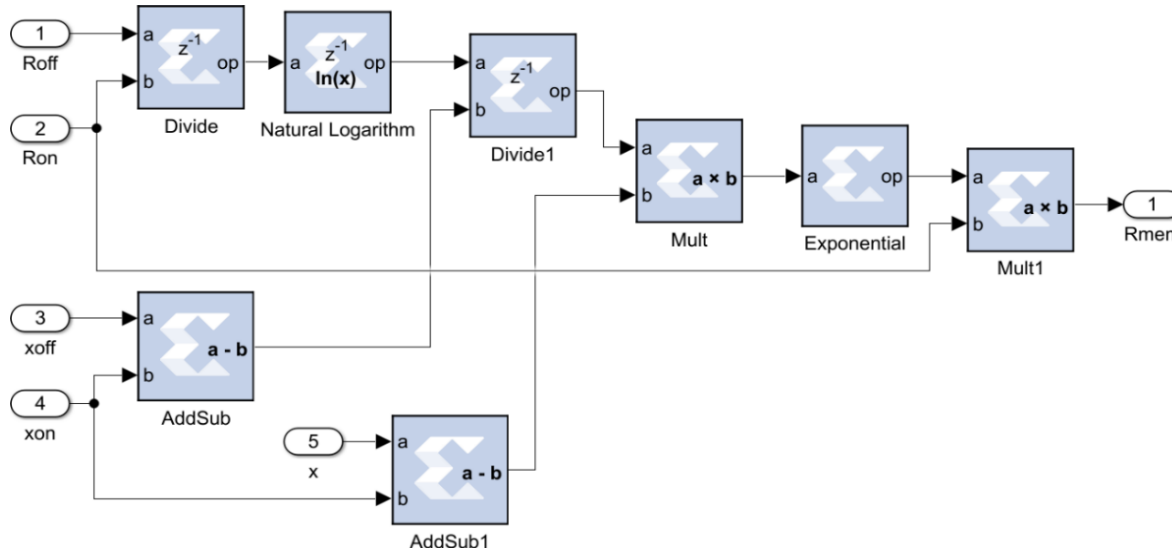 1
Roff
2
Ron
a
b
z⁻¹
op
Divide
a
z⁻¹
ln(x)
op
Natural Logarithm
a
b
z⁻¹
op
Divide1
a
b
a × b
Mult
a
op
Exponential
a
b
a × b
Mult1
1
Rmem
3
xoff
4
xon
a
b
a - b
AddSub
5
x
a
b
a - b
AddSub1